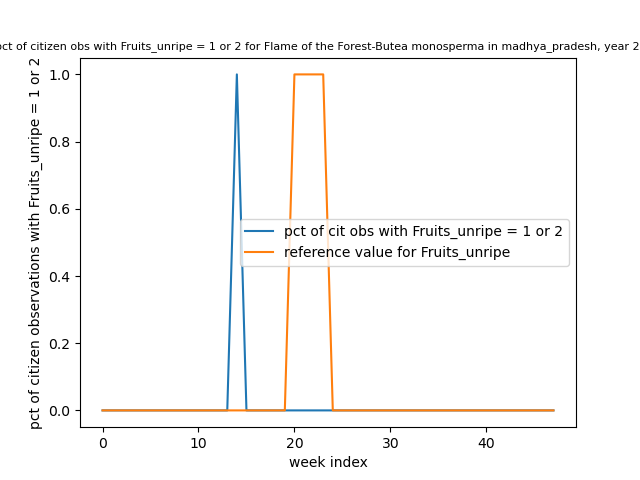 pct of citizen obs with Fruits_unripe = 1 or 2 for Flame of the Forest-Butea monosperma in madhya_pradesh, year 2
pct of citizen observations with Fruits_unripe = 1 or 2
1.0
0.8
0.6
0.4
0.2
0.0
pct of cit obs with Fruits_unripe = 1 or 2
reference value for Fruits_unripe
0 10 20 30 40
week index